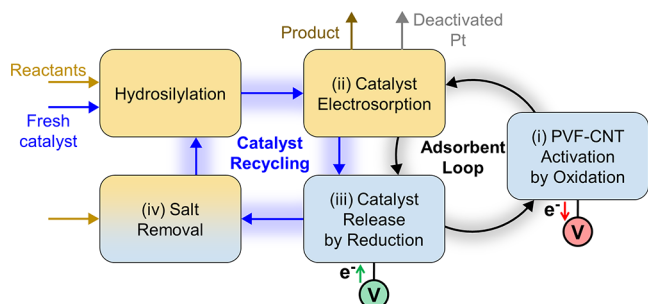 Product
Deactivated
Pt
Reactants
Fresh
catalyst
Hydrosilylation
(ii) Catalyst
Electrosorption
Catalyst
Recycling
Adsorbent
Loop
(i) PVF-CNT
Activation
by Oxidation
(iv) Salt
Removal
(iii) Catalyst
Release
by Reduction
e-
V
e-
V